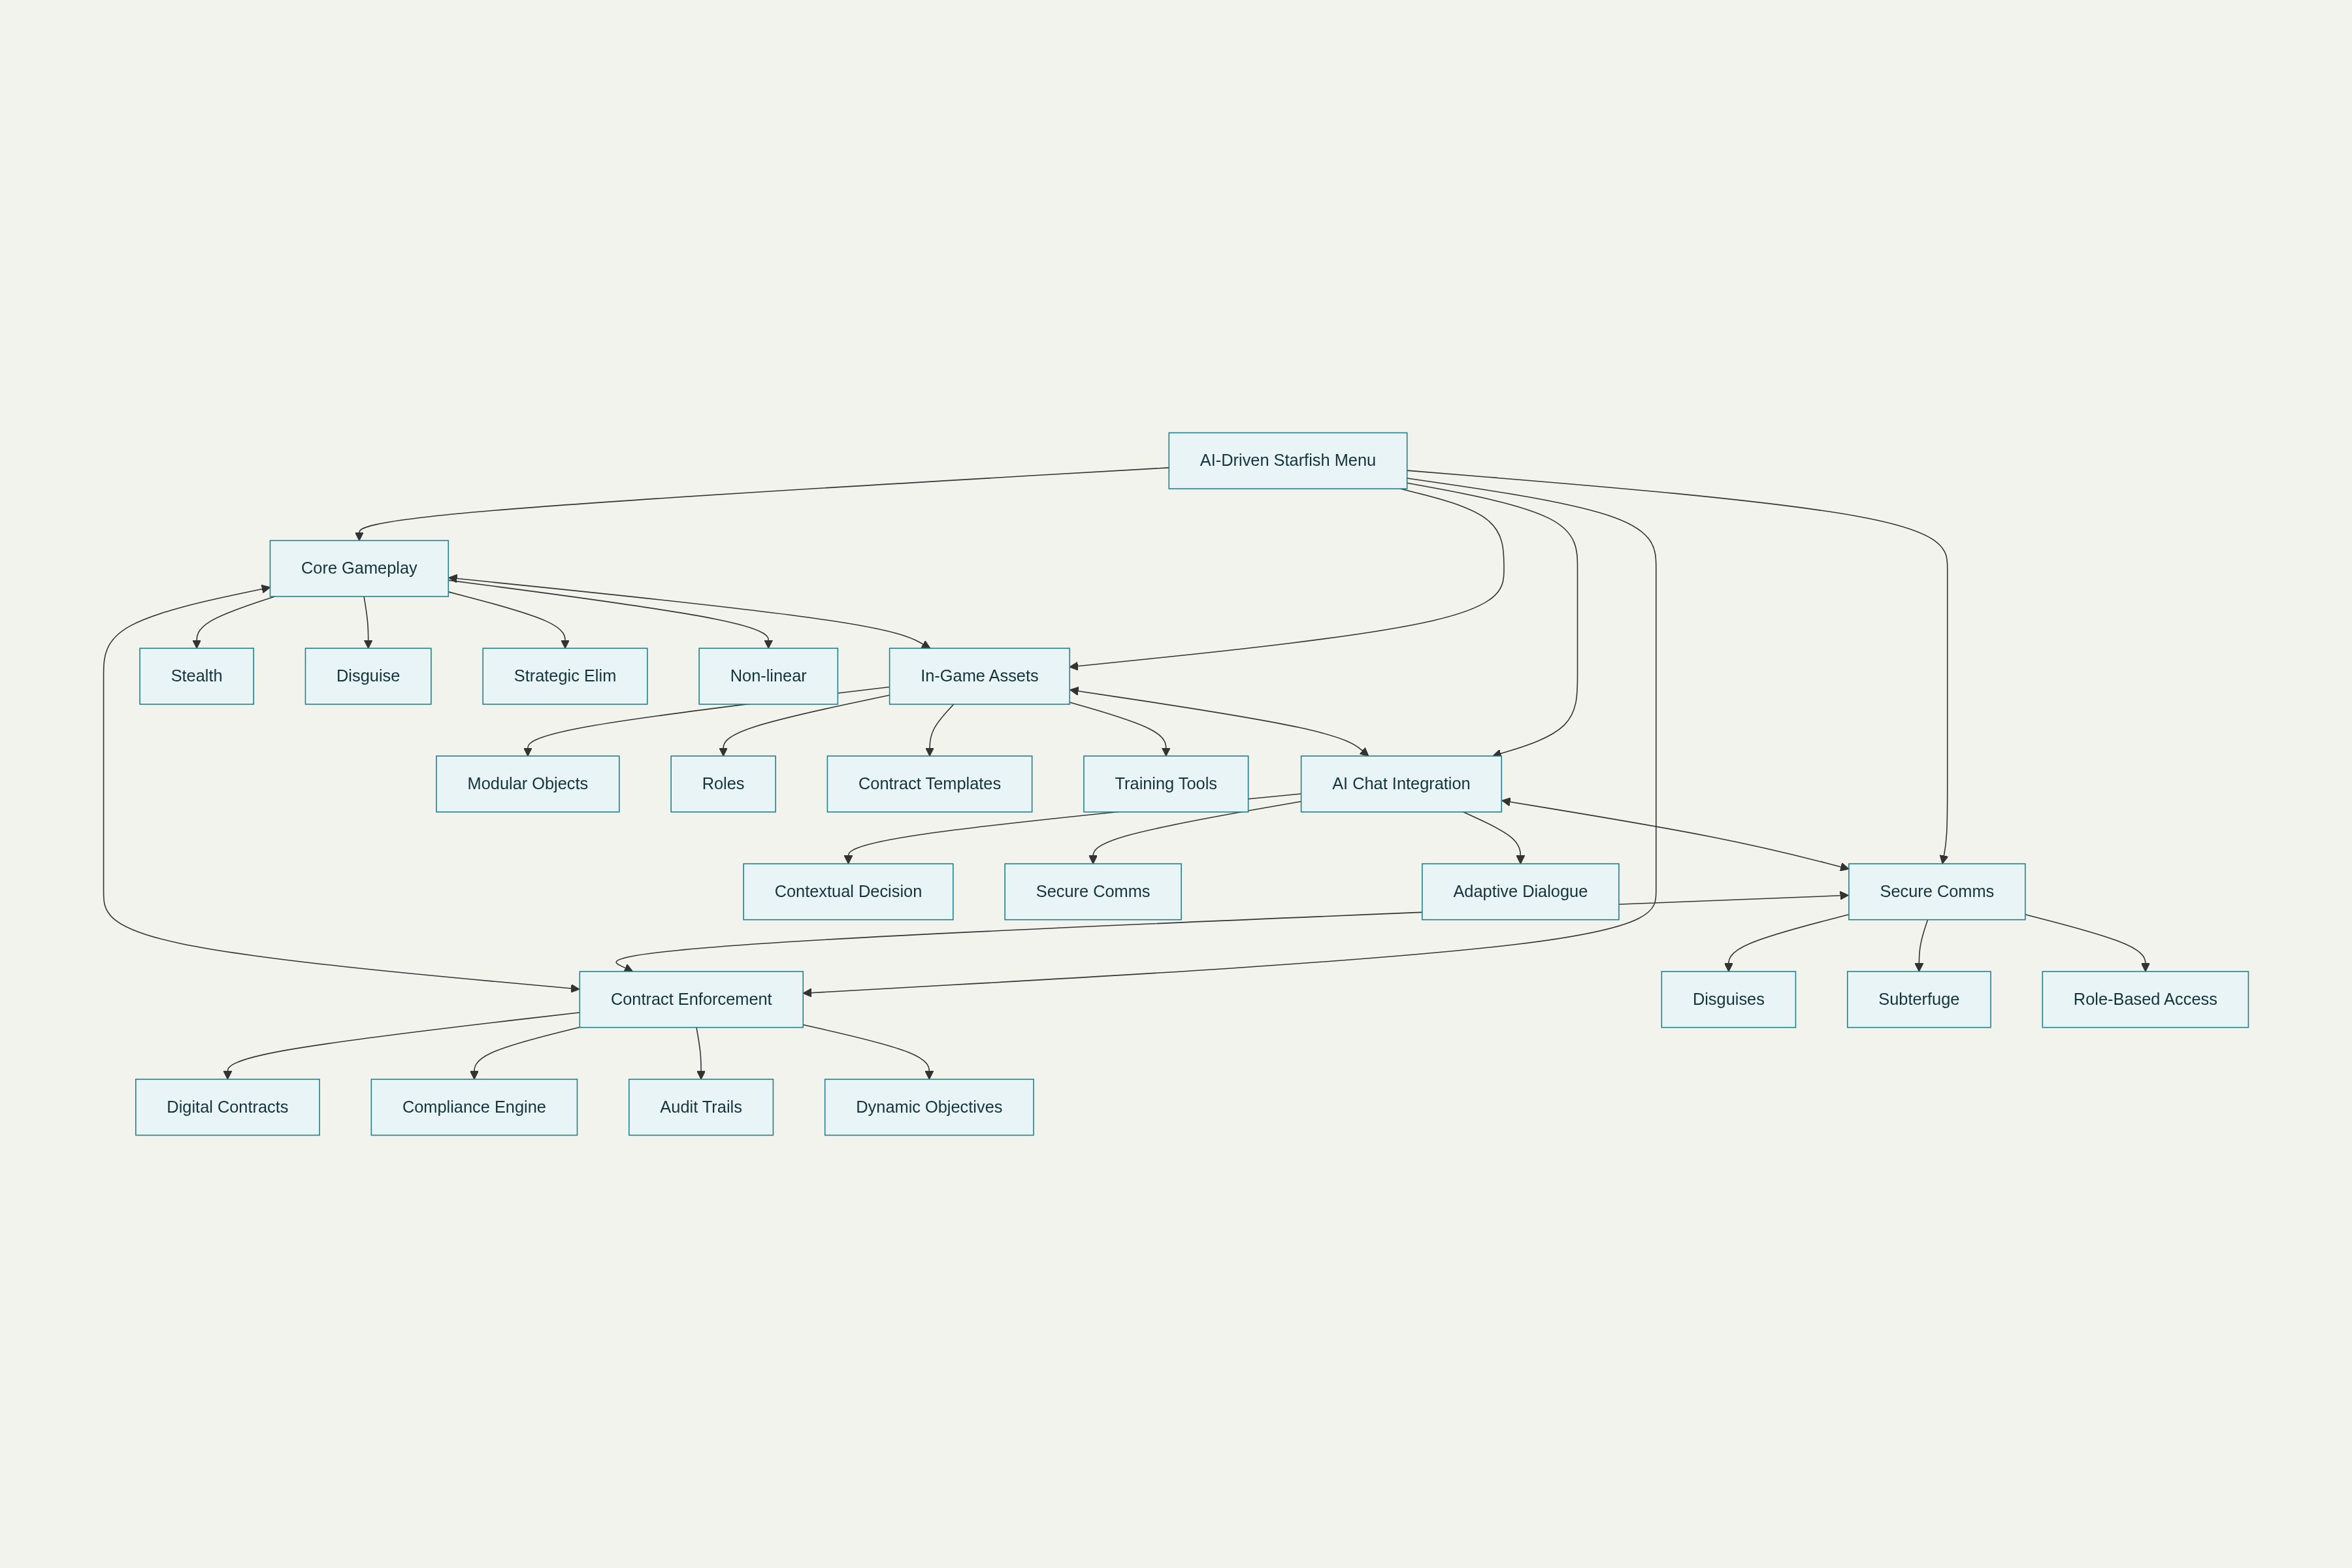 AI-Driven Starfish Menu
Core Gameplay
Stealth
Disguise
Strategic Elim
Non-linear
In-Game Assets
Modular Objects
Roles
Contract Templates
Training Tools
AI Chat Integration
Contextual Decision
Secure Comms
Adaptive Dialogue
Secure Comms
Contract Enforcement
Disguises
Subterfuge
Role-Based Access
Digital Contracts
Compliance Engine
Audit Trails
Dynamic Objectives